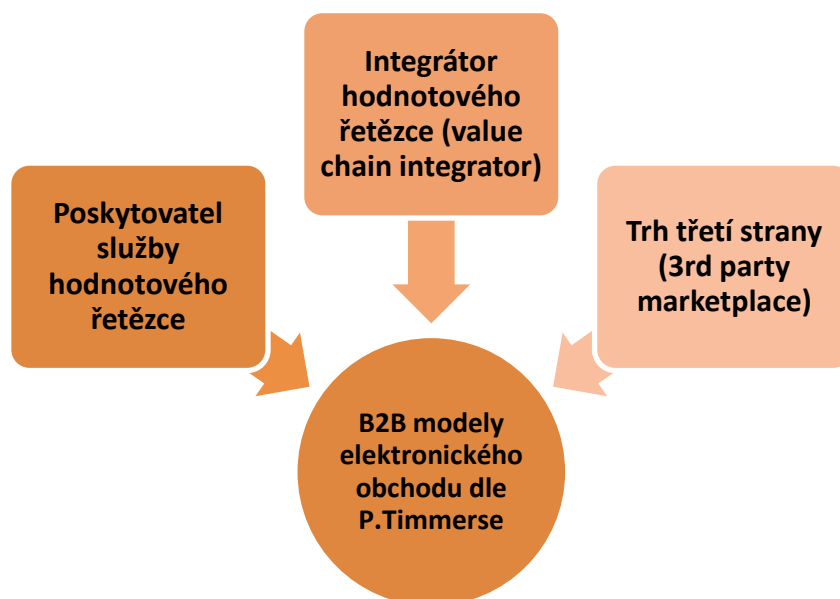 Integrátor
hodnotového
řetězce (value
chain integrator)
Poskytovatel
služby
hodnotového
řetězce
Trh třetí strany
(3rd party
marketplace)
B2B modely
elektronického
obchodu dle
P.Timmerse